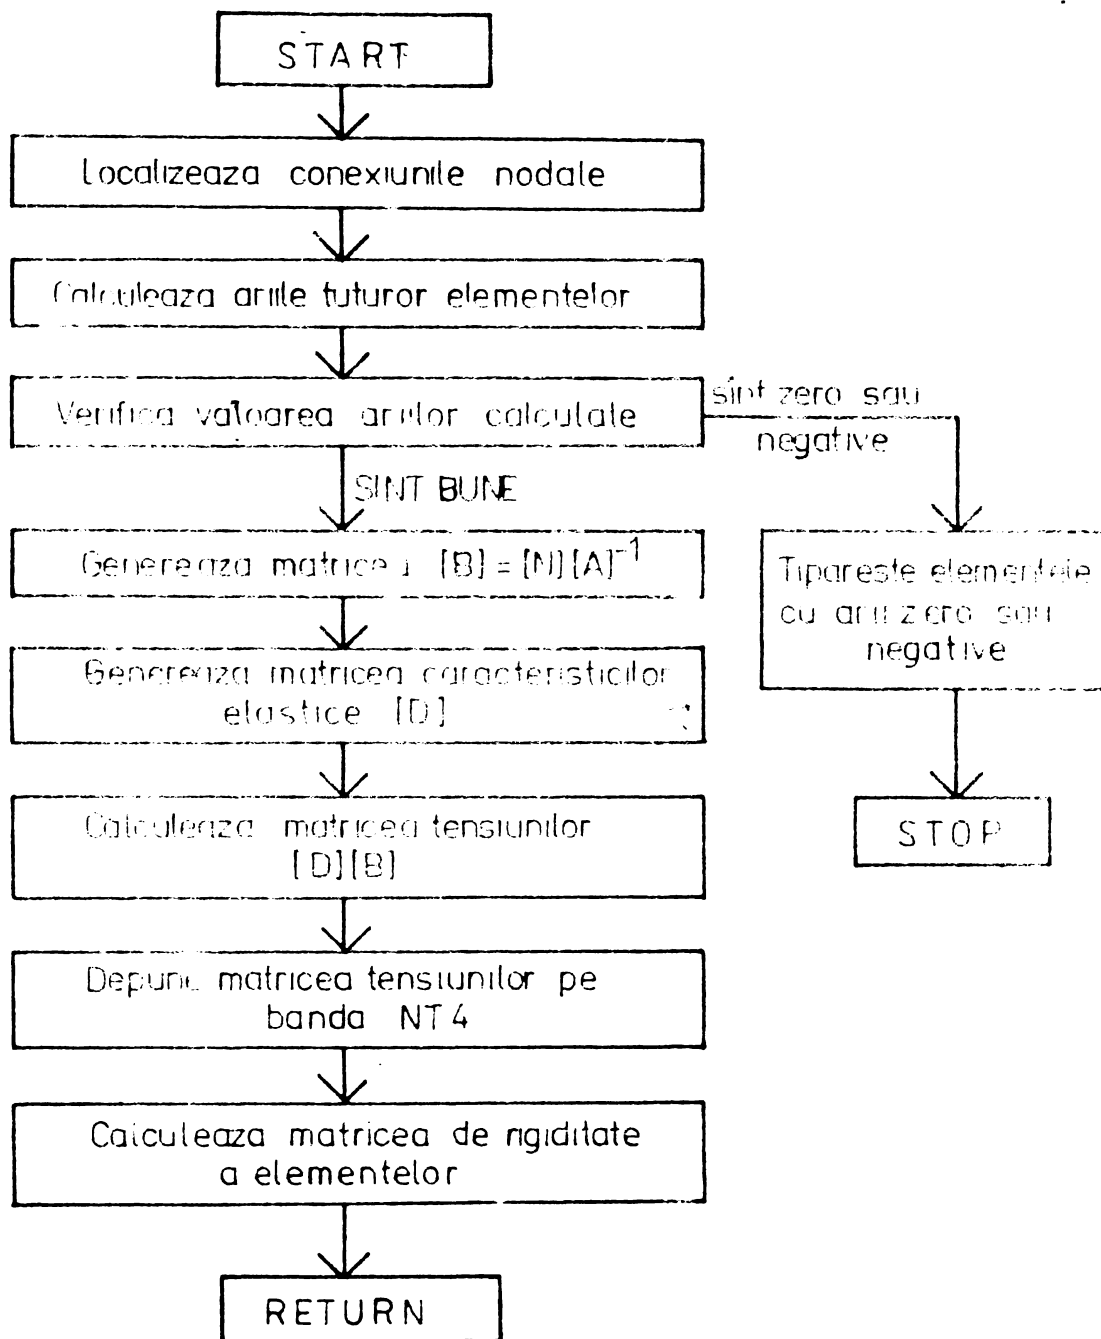 START
Localizeaza conexiunile nodale
Calculeaza ariile tuturor elementelor
Verifica valoarea ariilor calculate
sint zero sau
negative
SINT BUNE
Genereaza [B] = [N][A]⁻¹
Tipareste elementele
cu arii zero sau
negative
Genereaza matricea caracteristicilor
elastice [D]
Calculeaza matricea tensiunilor
[D][B]
STOP
Depune matricea tensiunilor pe
banda NT4
Calculeaza matricea de rigiditate
a elementelor
RETURN